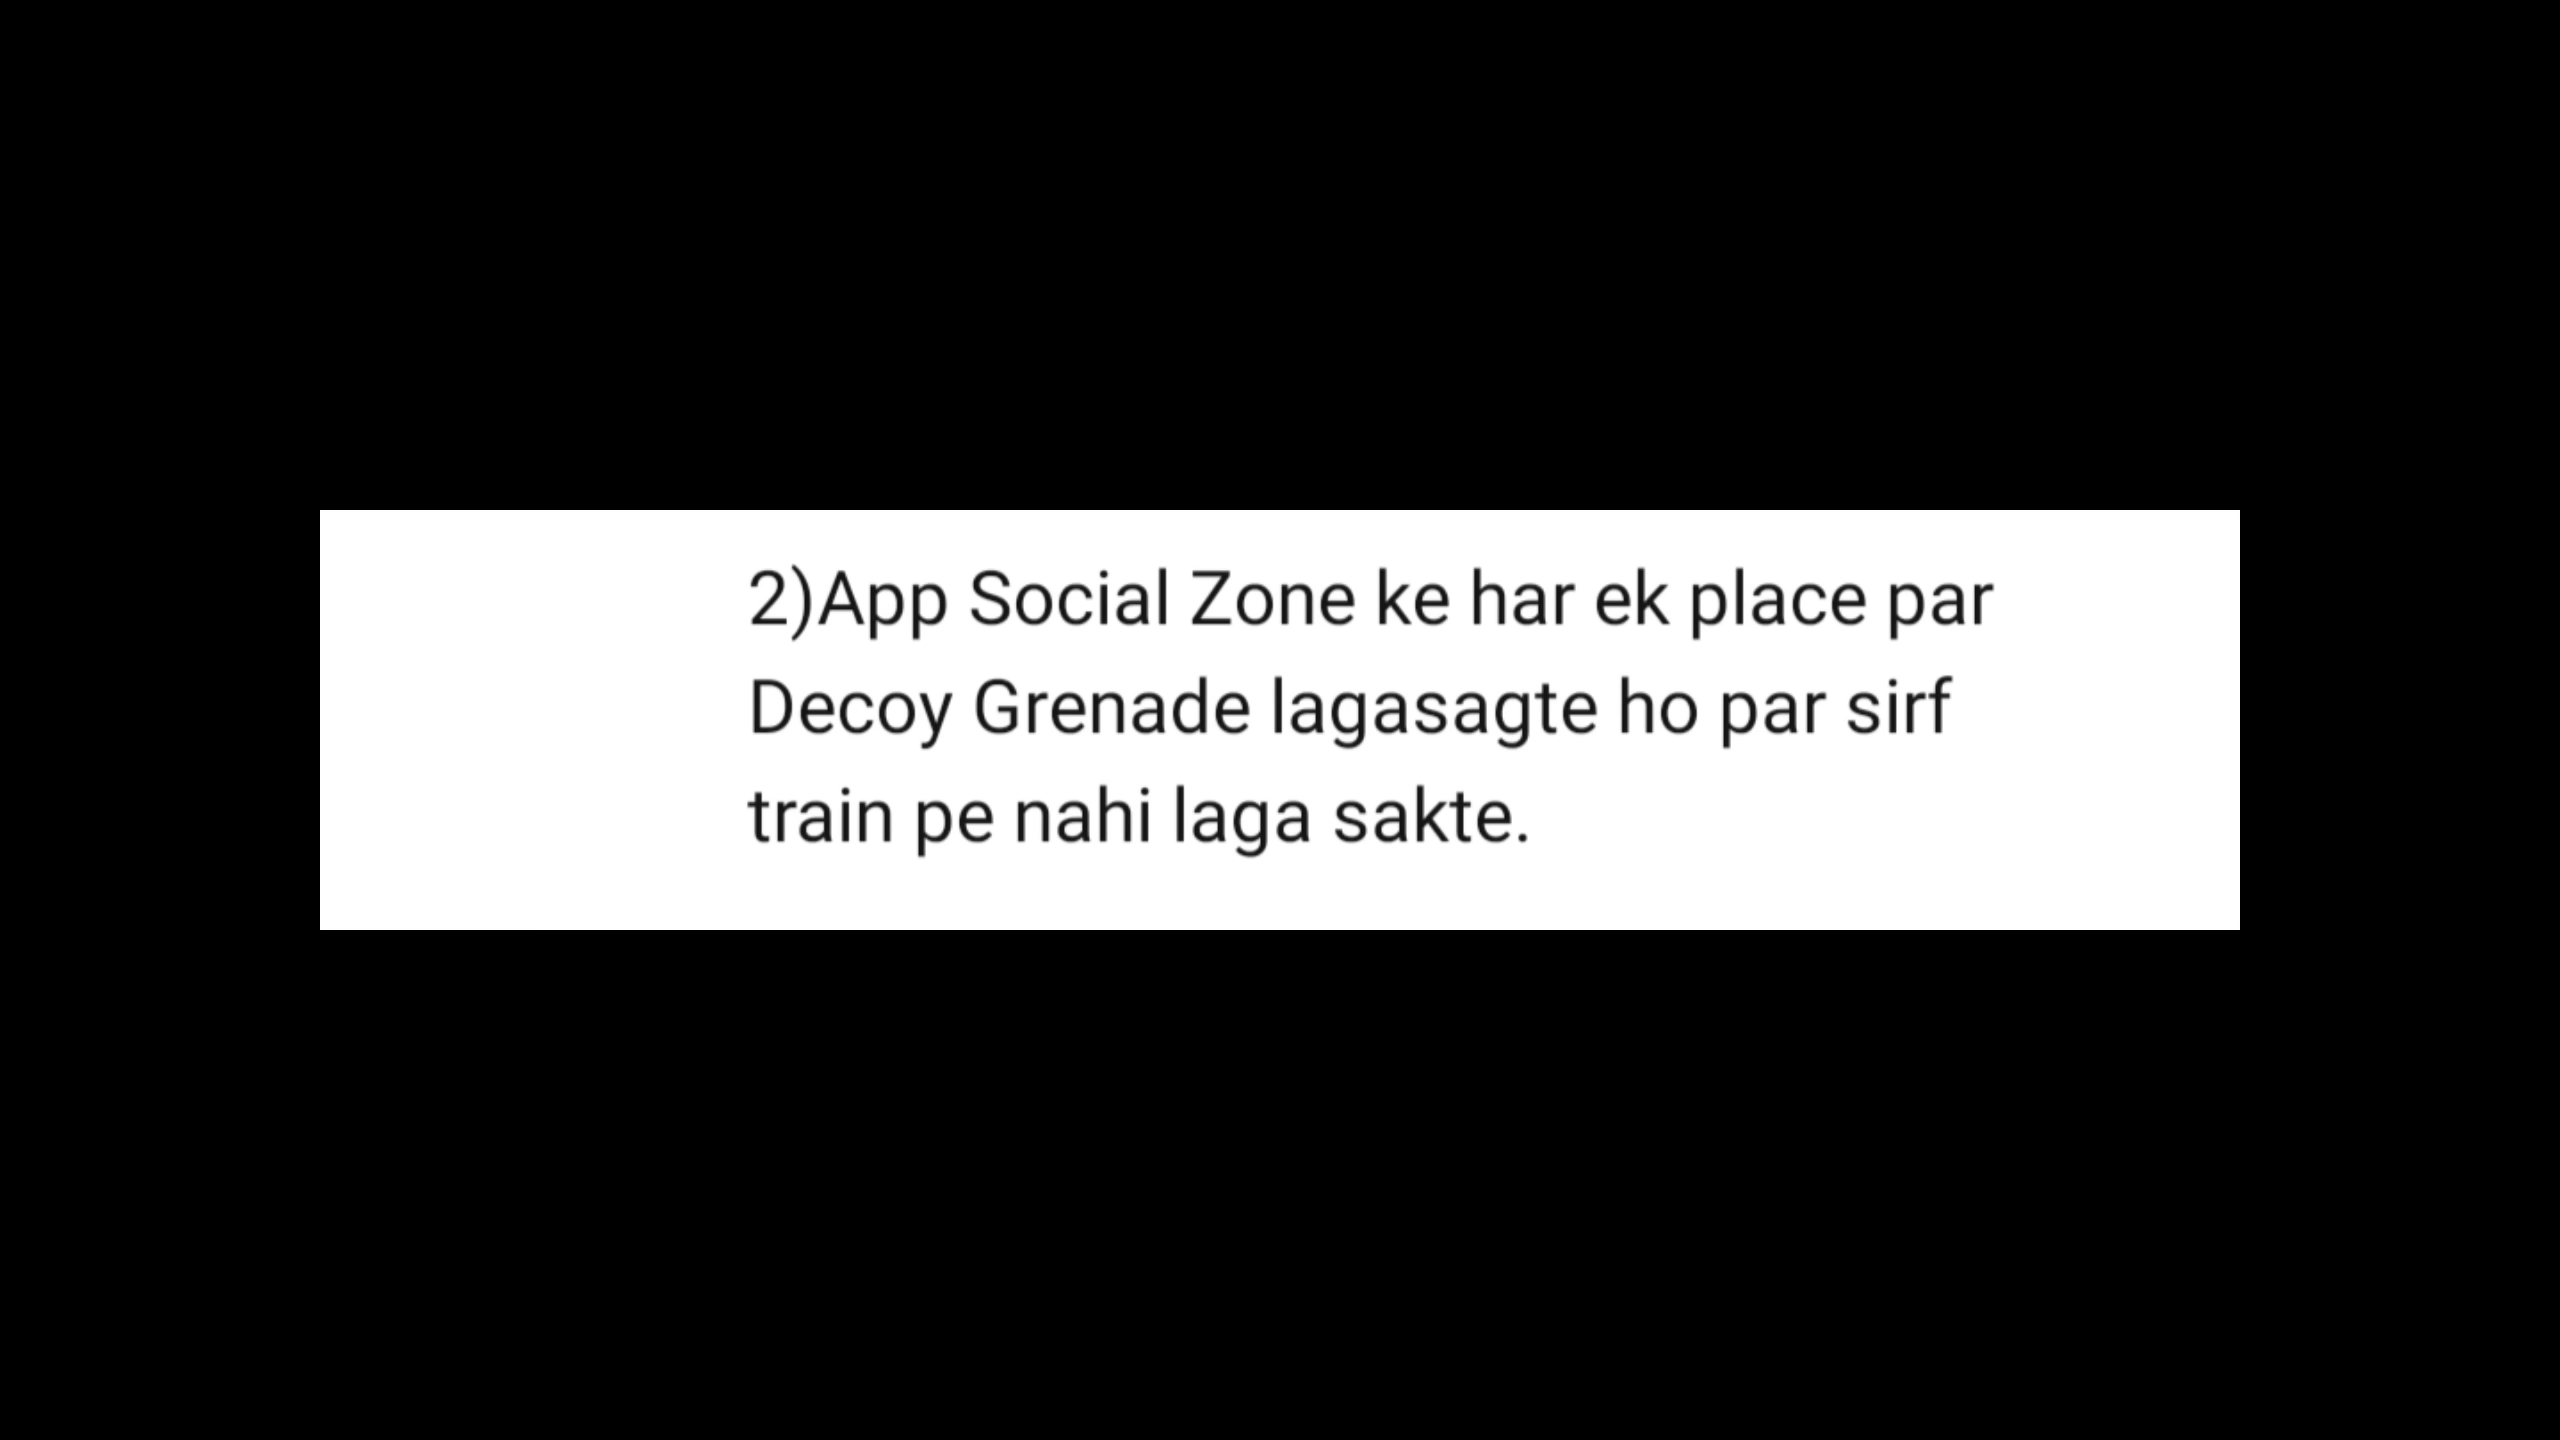 2)App Social Zone ke har ek place par
Decoy Grenade lagasagte ho par sirf
train pe nahi laga sakte.